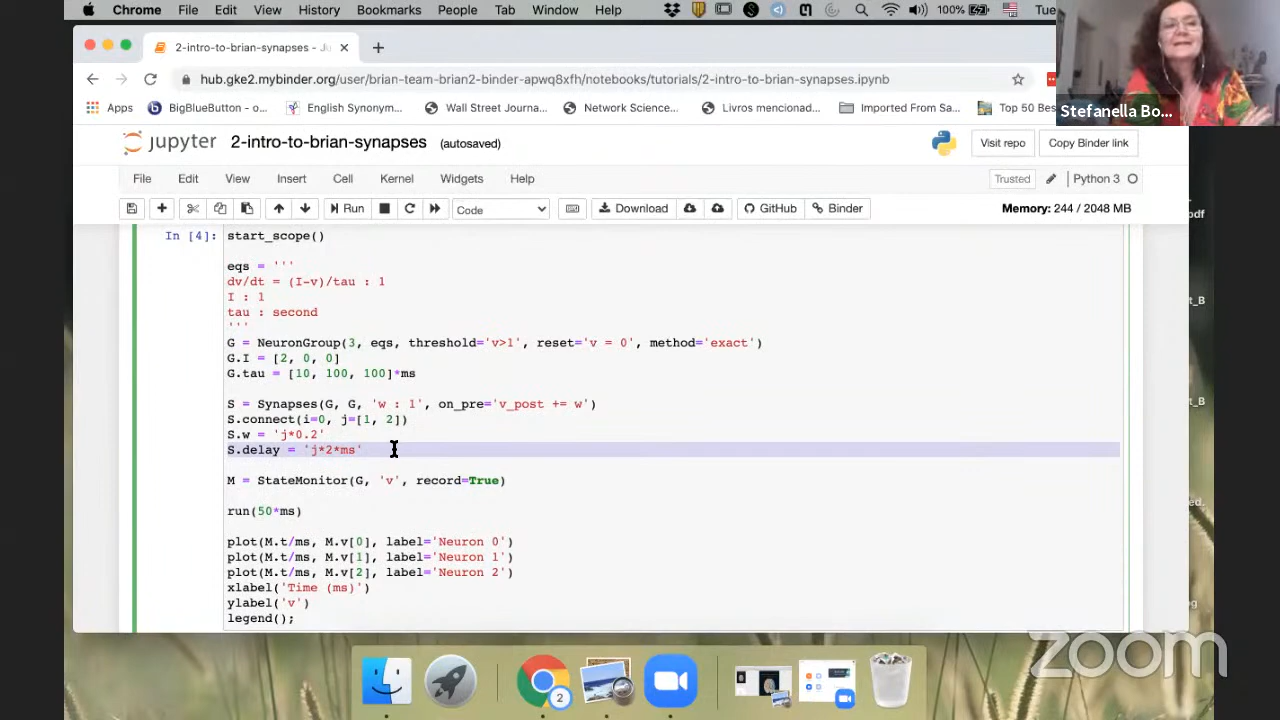 Chrome File Edit View History Bookmarks People Tab Window Help 100% Tue
2-intro-to-brian-synapses - Ju
hub.gke2.mybinder.org/user/brian-team-brian2-binder-apwq8xfh/notebooks/tutorials/2-intro-to-brian-synapses.ipynb
Apps BigBlueButton - o... English Synonym... Wall Street Journa... Network Science... Livros mencionad... Imported From Sa... Top 50 Bes
Stefanella Bo...
jupyter 2-intro-to-brian-synapses (autosaved) Visit repo Copy Binder link
File Edit View Insert Cell Kernel Widgets Help Trusted Python 3
Run Code Download GitHub Binder Memory: 244 / 2048 MB
pdf
In [4]: start_scope()
eqs = '''
dv/dt = (I-v)/tau : 1
I : 1
tau : second
'''
G = NeuronGroup(3, eqs, threshold='v>1', reset='v = 0', method='exact')
G.I = [2, 0, 0]
G.tau = [10, 100, 100]*ms
S = Synapses(G, G, 'w : 1', on_pre='v_post += w')
S.connect(i=0, j=[1, 2])
S.w = 'j*0.2'
S.delay = 'j*2*ms'
M = StateMonitor(G, 'v', record=True)
run(50*ms)
plot(M.t/ms, M.v[0], label='Neuron 0')
plot(M.t/ms, M.v[1], label='Neuron 1')
plot(M.t/ms, M.v[2], label='Neuron 2')
xlabel('Time (ms)')
ylabel('v')
legend();
t_B
t_B
ng
zoom
2